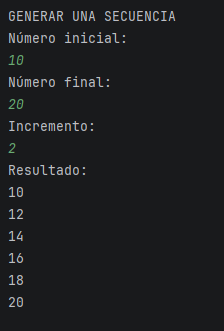 GENERAR UNA SECUENCIA
Número inicial:
10
Número final:
20
Incremento:
2
Resultado:
10
12
14
16
18
20